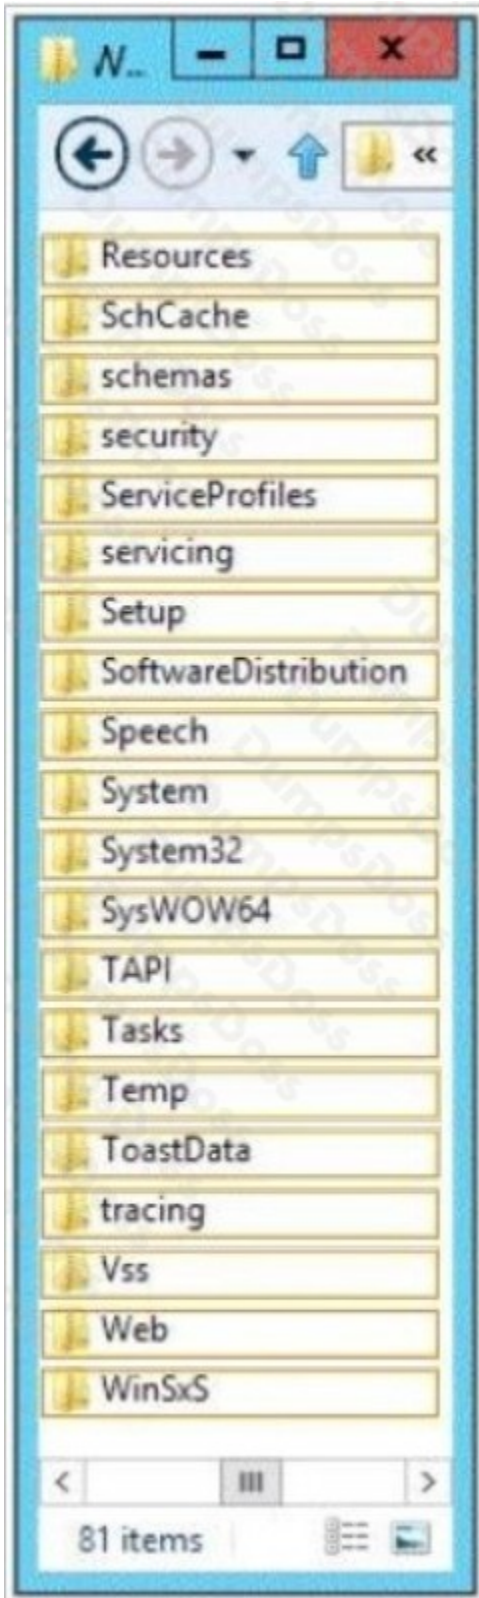 N...
«
Resources
SchCache
schemas
security
ServiceProfiles
servicing
Setup
SoftwareDistribution
Speech
System
System32
SysWOW64
TAPI
Tasks
Temp
ToastData
tracing
Vss
Web
WinSxS
81 items